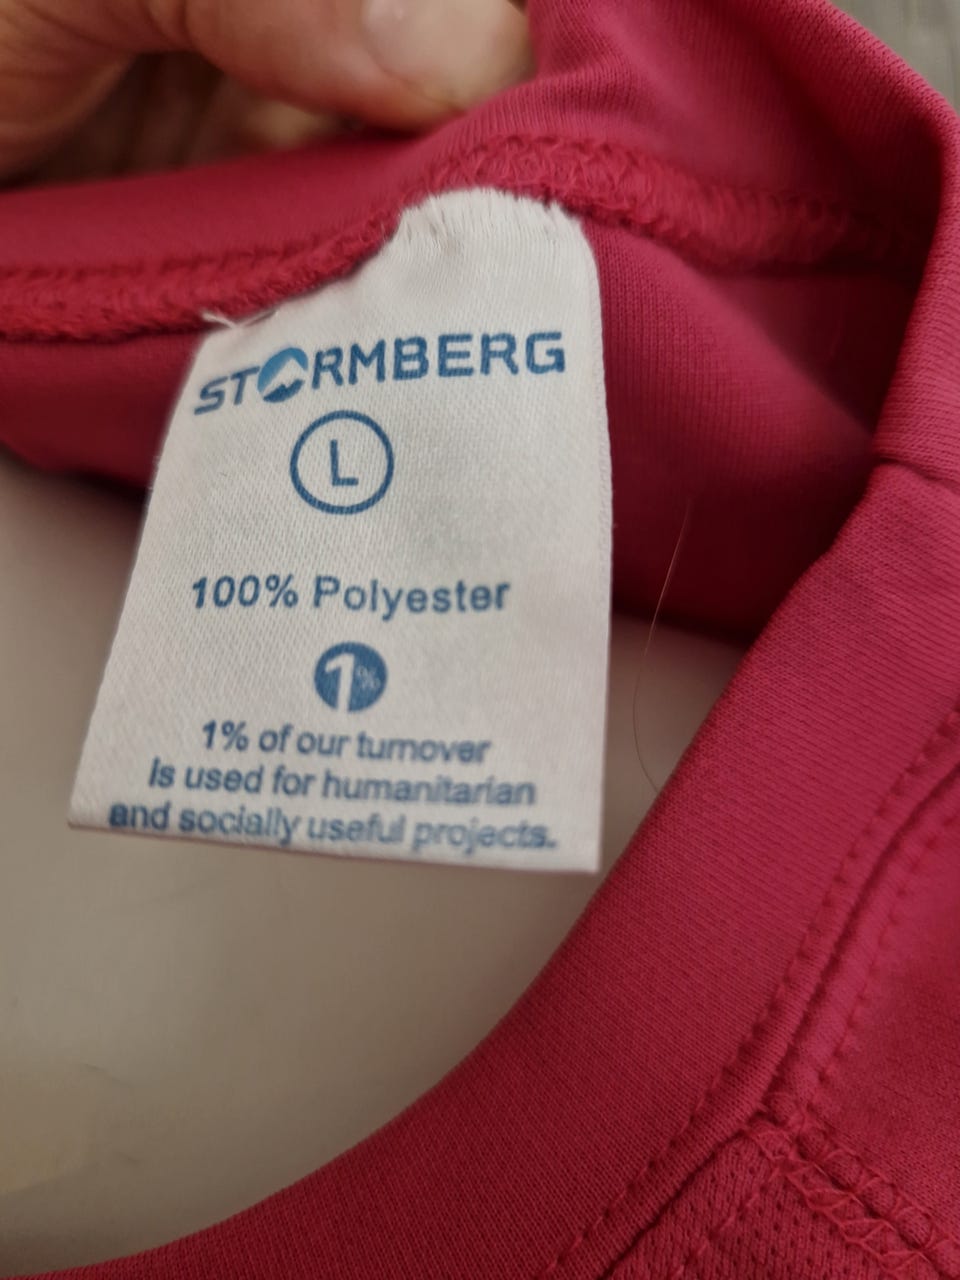 STORMBERG
L
100% Polyester
1%
1% of our turnover
Is used for humanitarian
and socially useful projects.